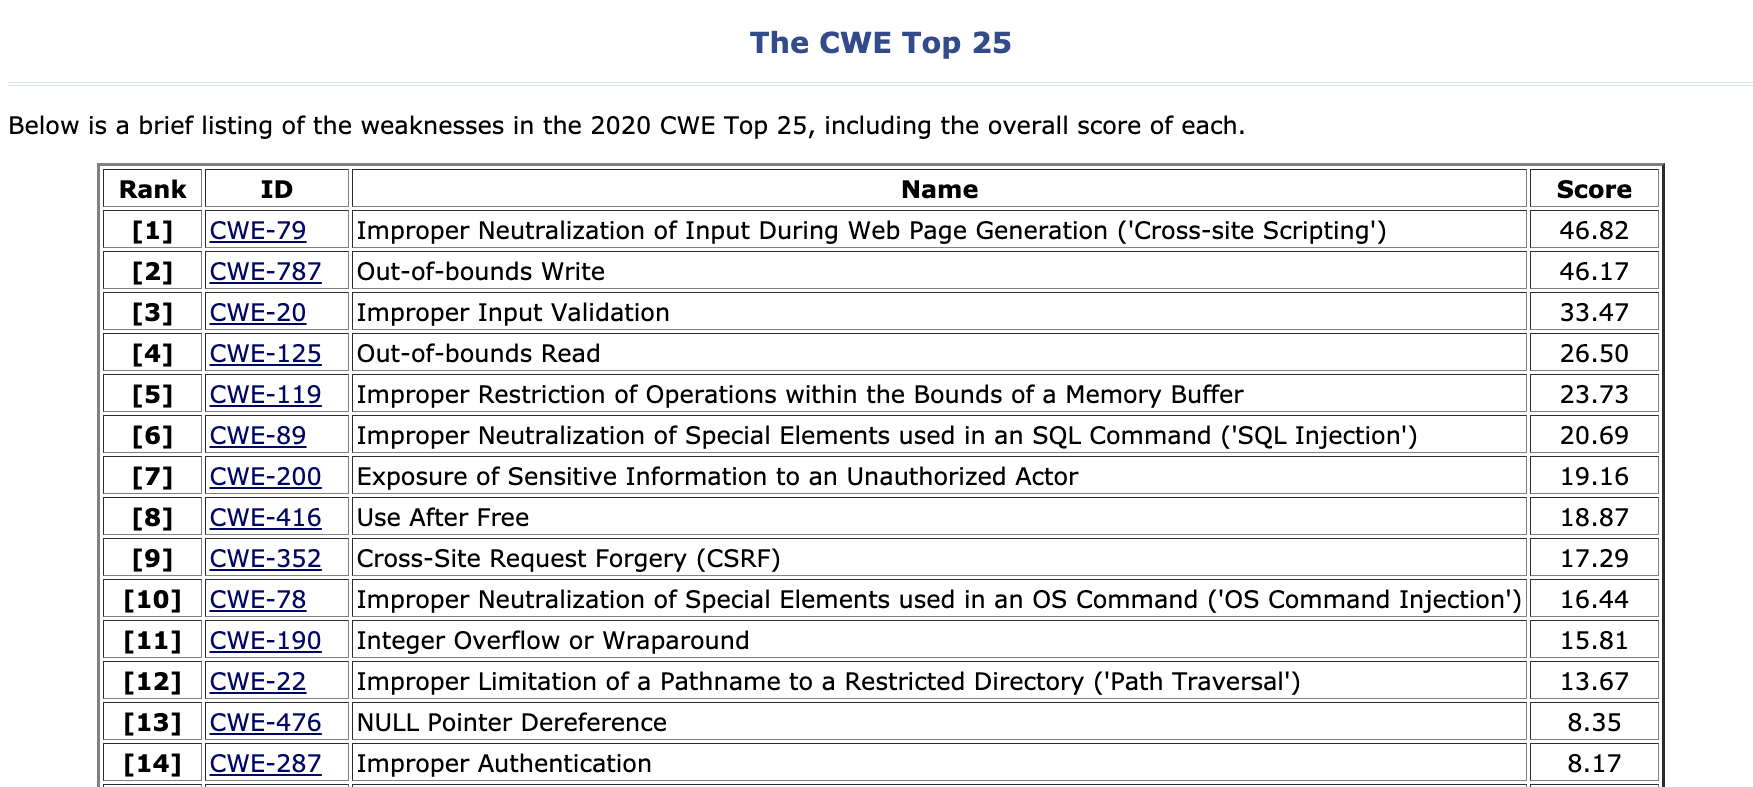 The CWE Top 25
Below is a brief listing of the weaknesses in the 2020 CWE Top 25, including the overall score of each.
Rank ID Name Score
[1] CWE-79 Improper Neutralization of Input During Web Page Generation ('Cross-site Scripting') 46.82
[2] CWE-787 Out-of-bounds Write 46.17
[3] CWE-20 Improper Input Validation 33.47
[4] CWE-125 Out-of-bounds Read 26.50
[5] CWE-119 Improper Restriction of Operations within the Bounds of a Memory Buffer 23.73
[6] CWE-89 Improper Neutralization of Special Elements used in an SQL Command ('SQL Injection') 20.69
[7] CWE-200 Exposure of Sensitive Information to an Unauthorized Actor 19.16
[8] CWE-416 Use After Free 18.87
[9] CWE-352 Cross-Site Request Forgery (CSRF) 17.29
[10] CWE-78 Improper Neutralization of Special Elements used in an OS Command ('OS Command Injection') 16.44
[11] CWE-190 Integer Overflow or Wraparound 15.81
[12] CWE-22 Improper Limitation of a Pathname to a Restricted Directory ('Path Traversal') 13.67
[13] CWE-476 NULL Pointer Dereference 8.35
[14] CWE-287 Improper Authentication 8.17